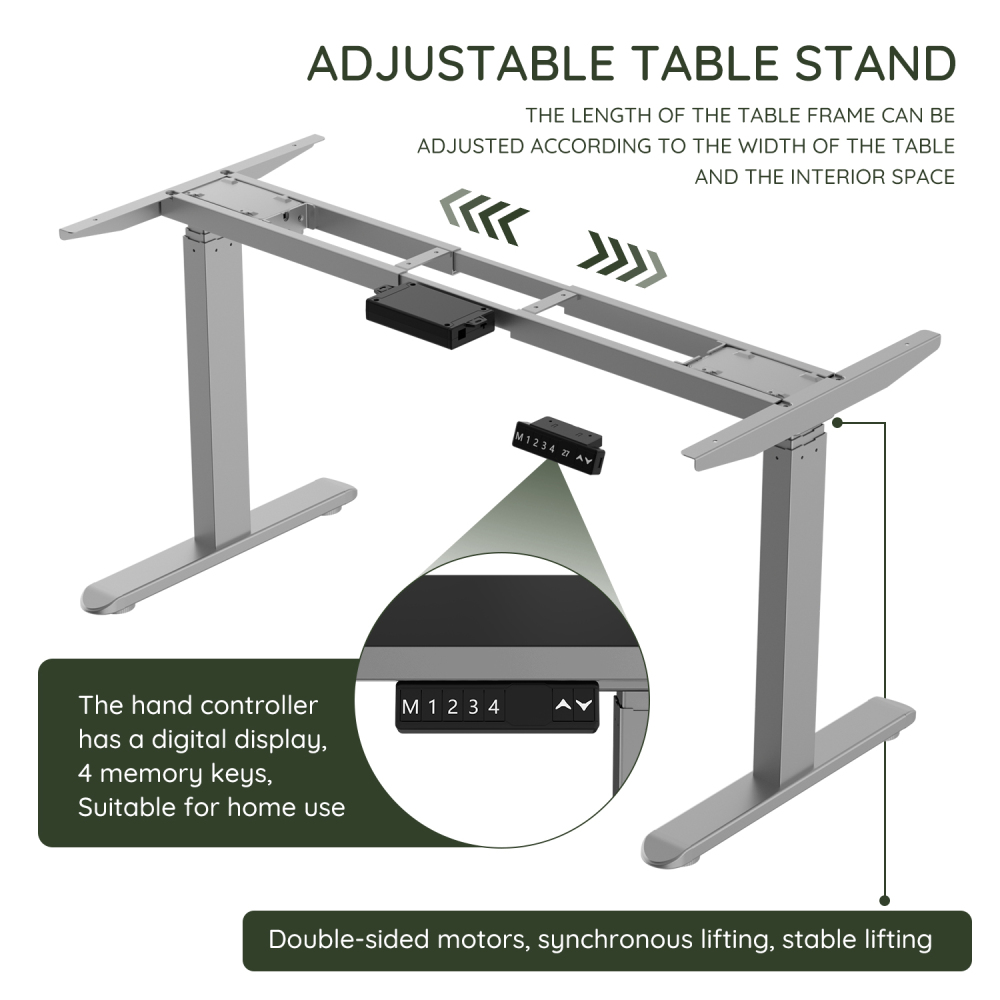 ADJUSTABLE TABLE STAND
THE LENGTH OF THE TABLE FRAME CAN BE
ADJUSTED ACCORDING TO THE WIDTH OF THE TABLE
AND THE INTERIOR SPACE
M 1 2 3 4 27
M 1 2 3 4
The hand controller
has a digital display,
4 memory keys,
Suitable for home use
Double-sided motors, synchronous lifting, stable lifting